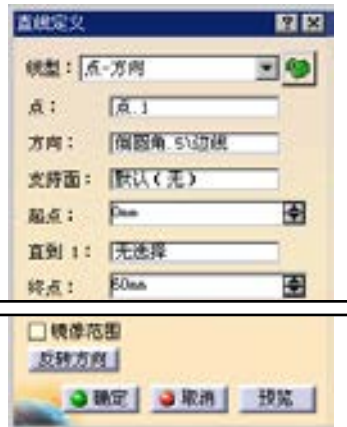 直线定义
线型：点-方向
点：点.1
方向：倒圆角.5\边线
支持面：默认(无)
起点：0mm
直到 1：无选择
终点：60mm
镜像范围
反转方向
确定 取消 预览